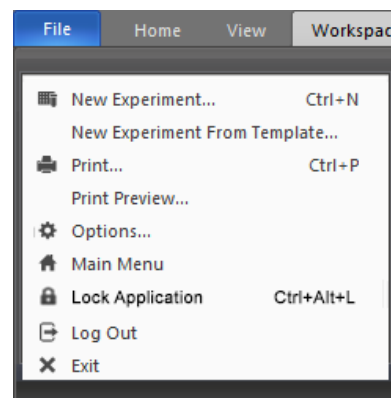 File Home View Workspac
New Experiment... Ctrl+N
New Experiment From Template...
Print... Ctrl+P
Print Preview...
Options...
Main Menu
Lock Application Ctrl+Alt+L
Log Out
Exit